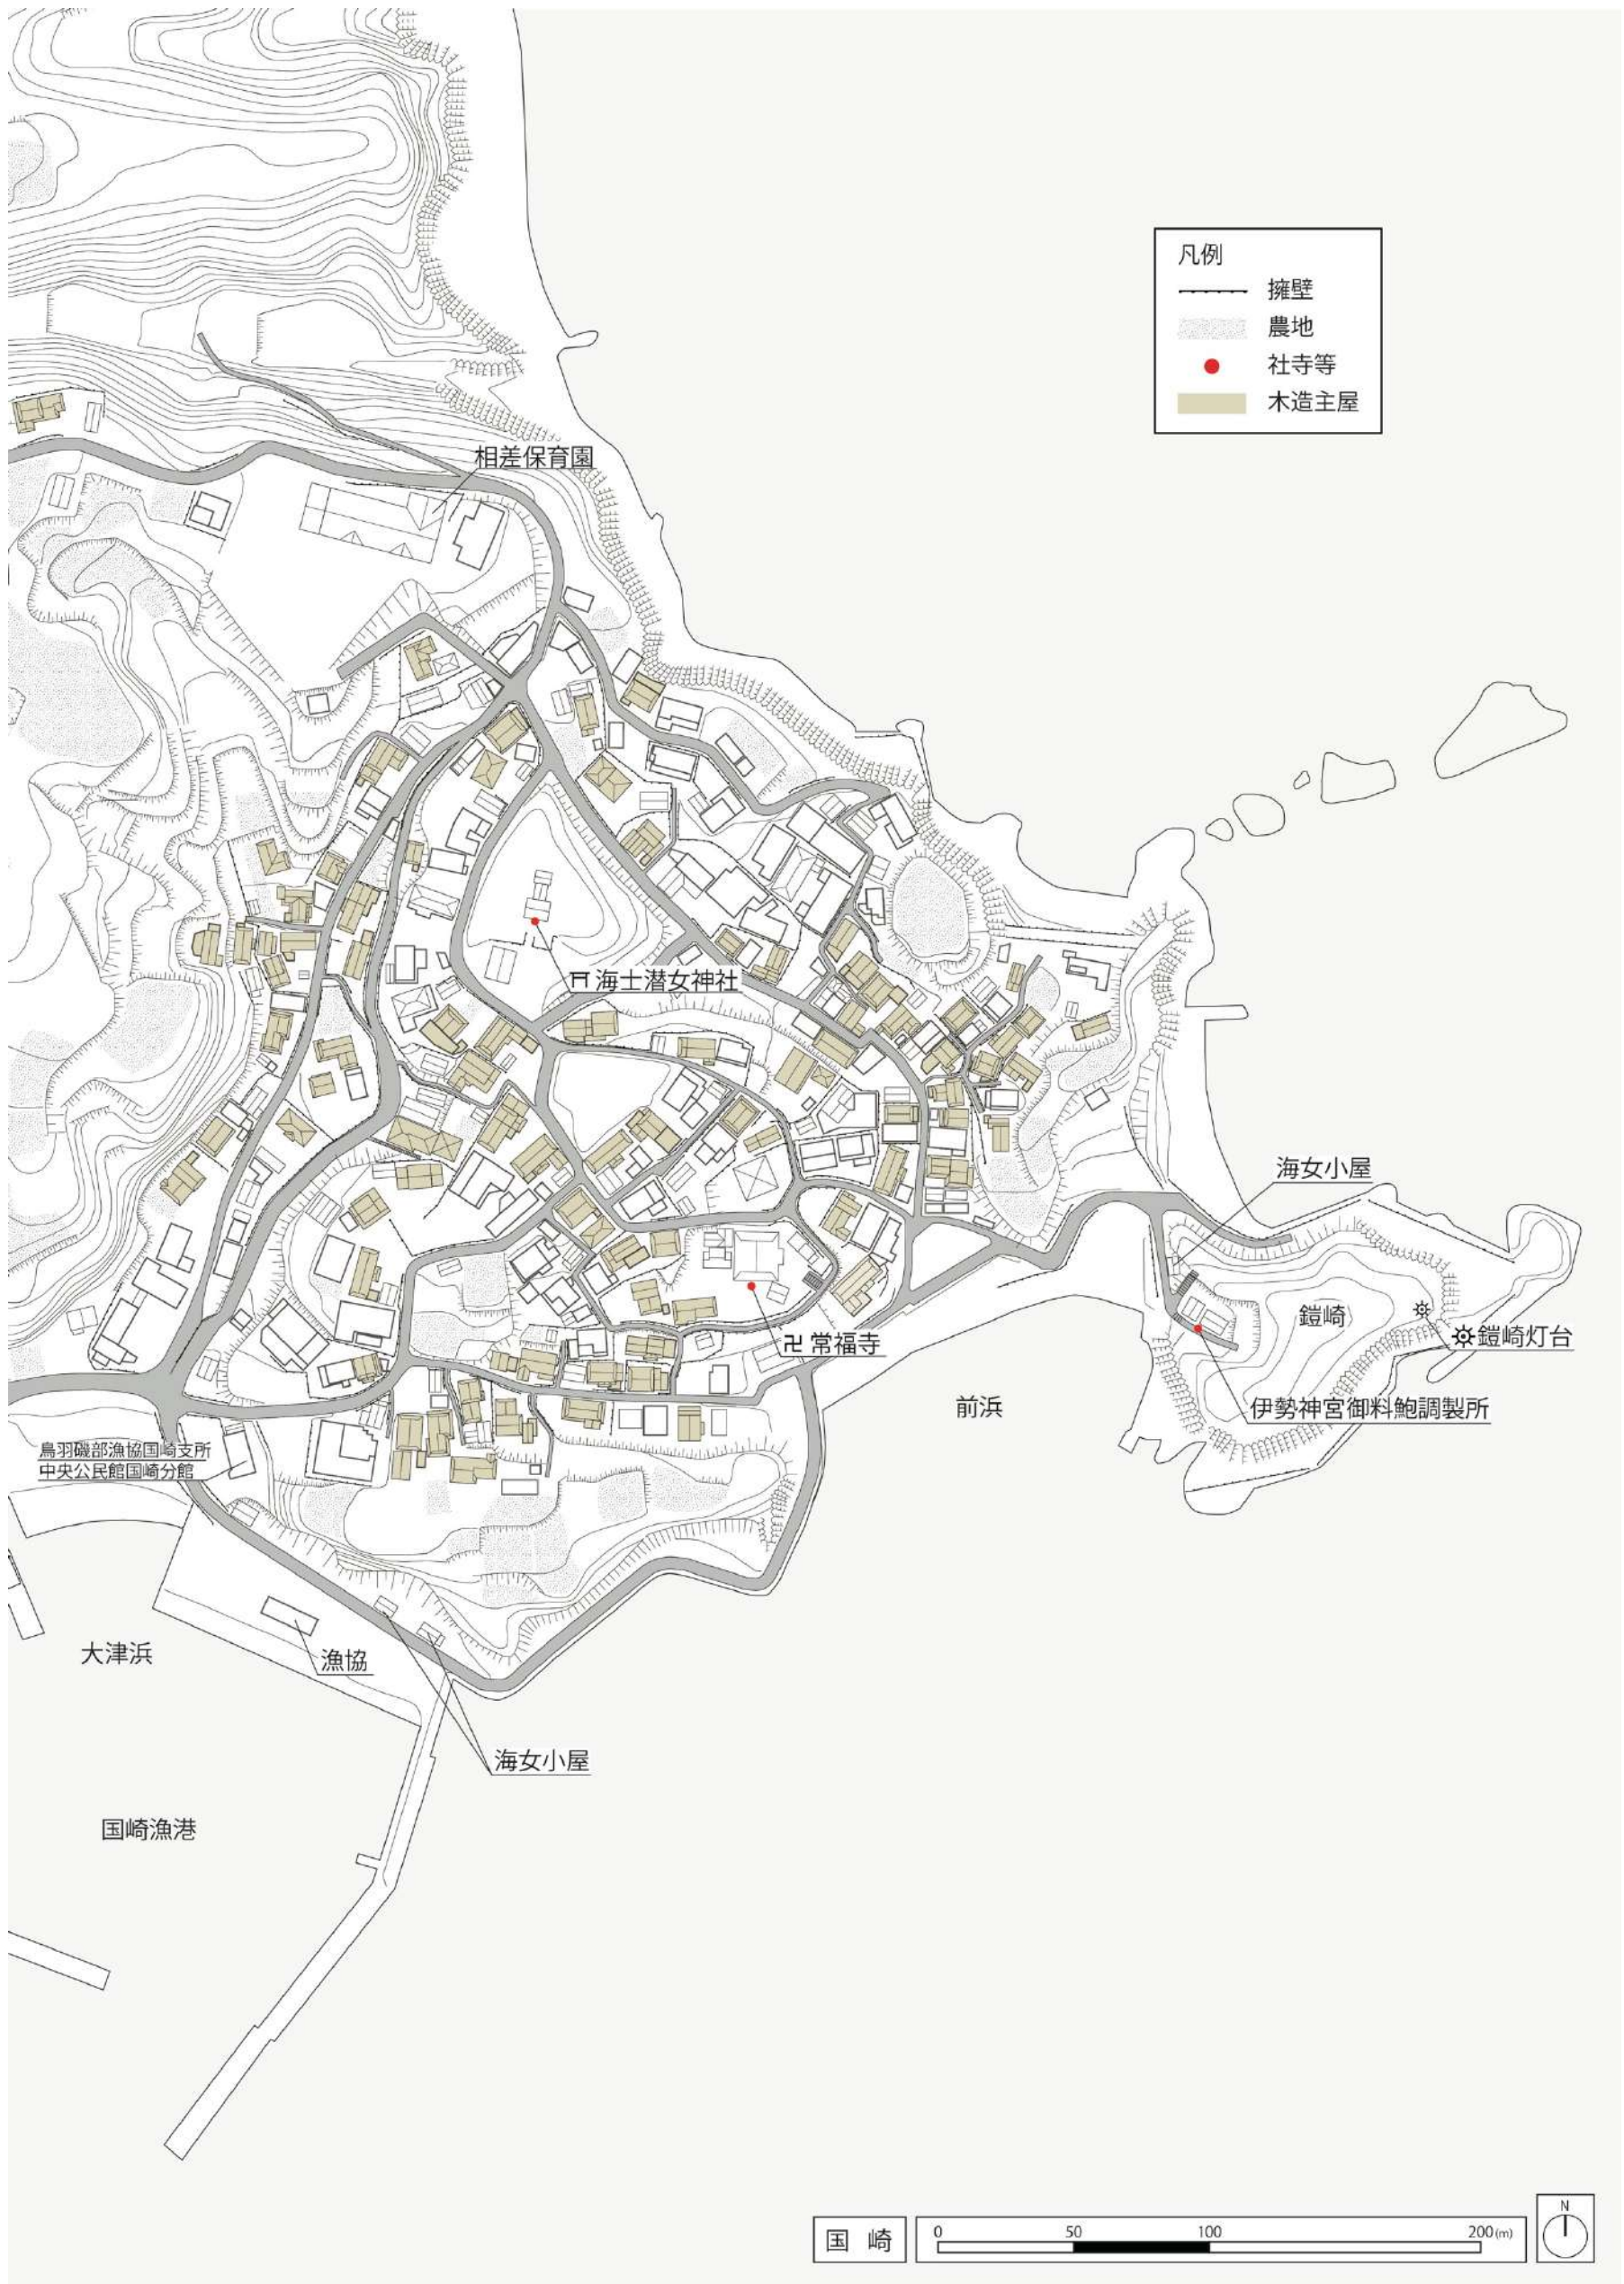 凡例
擁壁
農地
社寺等
木造主屋
相差保育園
海士潜女神社
海女小屋
鎧崎
鎧崎灯台
卍 常福寺
伊勢神宮御料鮑調製所
前浜
鳥羽磯部漁協国崎支所
中央公民館国崎分館
大津浜
漁協
海女小屋
国崎漁港
国 崎
0 50 100 200 (m)
N